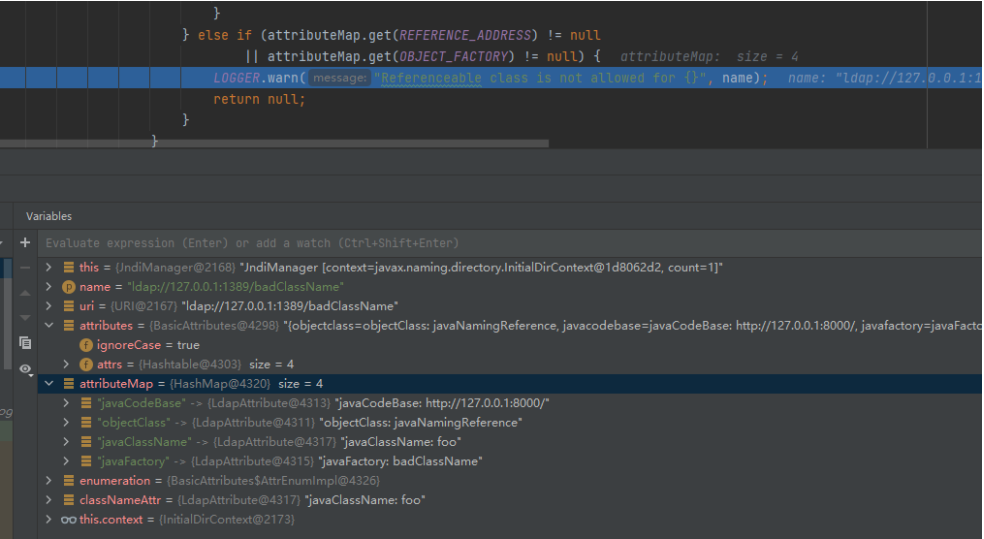 }
} else if (attributeMap.get(REFERENCE_ADDRESS) != null
|| attributeMap.get(OBJECT_FACTORY) != null) { attributeMap: size = 4
LOGGER.warn( message: "Referenceable class is not allowed for {}", name); name: "ldap://127.0.0.1:1
return null;
}
}
Variables
Evaluate expression (Enter) or add a watch (Ctrl+Shift+Enter)
this = {JndiManager@2168} "JndiManager [context=javax.naming.directory.InitialDirContext@1d8062d2, count=1]"
p name = "ldap://127.0.0.1:1389/badClassName"
uri = {URI@2167} "ldap://127.0.0.1:1389/badClassName"
attributes = {BasicAttributes@4298} "{objectclass=objectClass: javaNamingReference, javacodebase=javaCodeBase: http://127.0.0.1:8000/, javafactory=javaFacto
f ignoreCase = true
f attrs = {Hashtable@4303} size = 4
attributeMap = {HashMap@4320} size = 4
"javaCodeBase" -> {LdapAttribute@4313} "javaCodeBase: http://127.0.0.1:8000/"
og
"objectClass" -> {LdapAttribute@4311} "objectClass: javaNamingReference"
"javaClassName" -> {LdapAttribute@4317} "javaClassName: foo"
"javaFactory" -> {LdapAttribute@4315} "javaFactory: badClassName"
enumeration = {BasicAttributes$AttrEnumImpl@4326}
classNameAttr = {LdapAttribute@4317} "javaClassName: foo"
this.context = {InitialDirContext@2173}